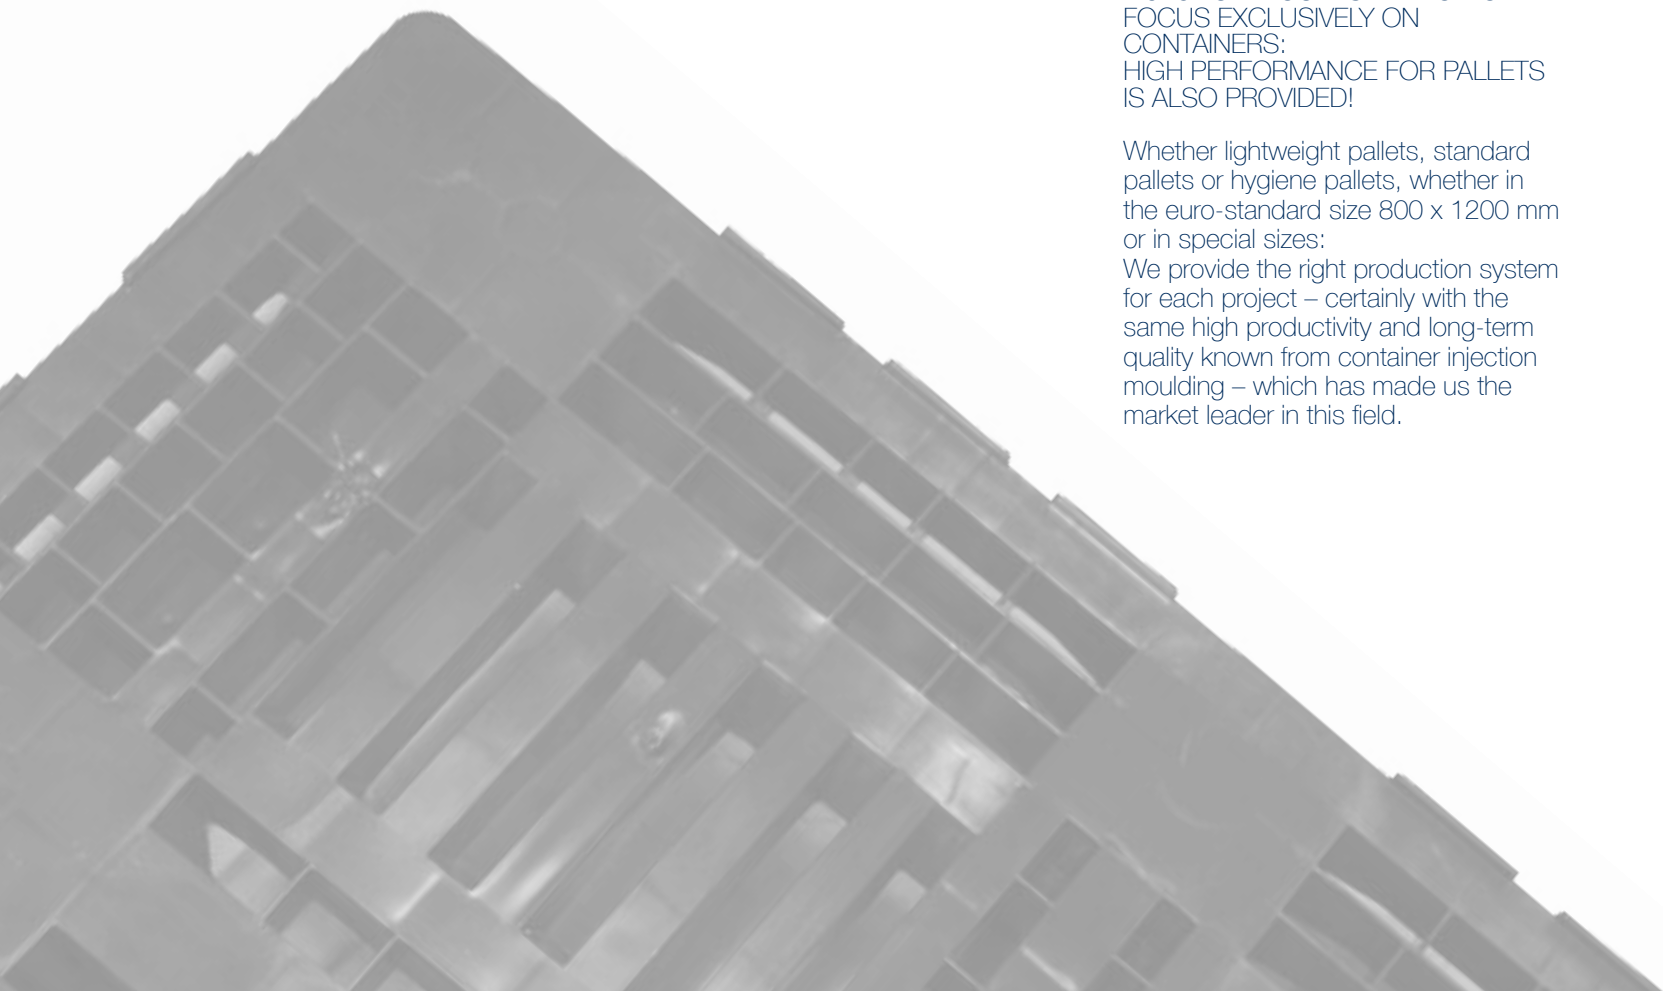 FOCUS EXCLUSIVELY ON
CONTAINERS:
HIGH PERFORMANCE FOR PALLETS
IS ALSO PROVIDED!
Whether lightweight pallets, standard
pallets or hygiene pallets, whether in
the euro-standard size 800 x 1200 mm
or in special sizes:
We provide the right production system
for each project – certainly with the
same high productivity and long-term
quality known from container injection
moulding – which has made us the
market leader in this field.